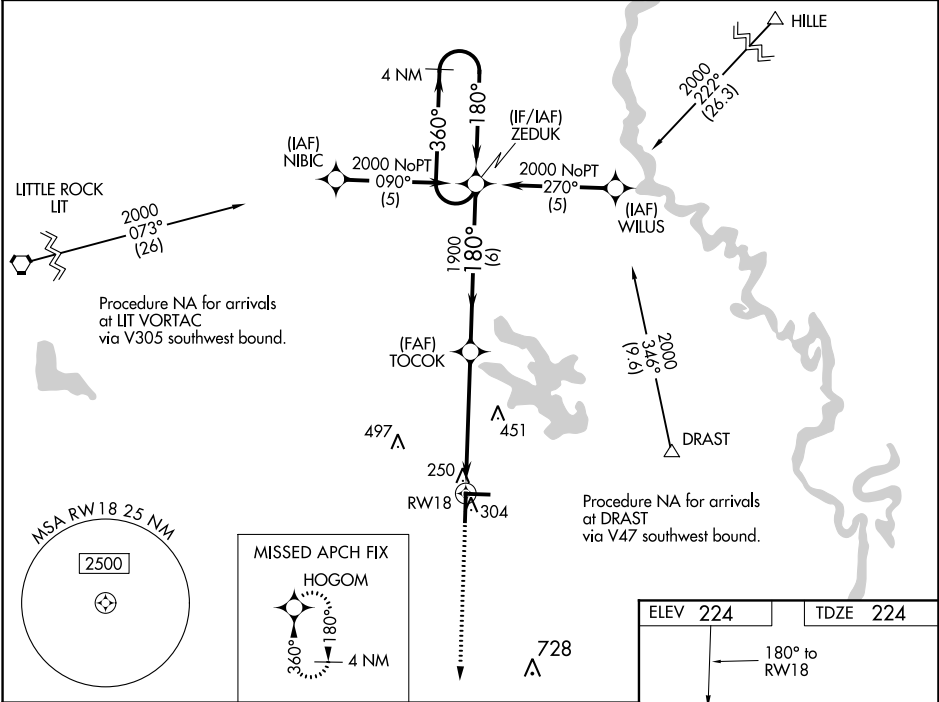 HILLE
2000
222°
(26.3)
4 NM
360°
180°
(IF/IAF)
ZEDUK
(IAF)
NIBIC
2000 NoPT
090°
(5)
2000 NoPT
270°
(5)
(IAF)
WILUS
LITTLE ROCK
LIT
2000
073°
(26)
1900
180°
(6)
Procedure NA for arrivals
at LIT VORTAC
via V305 southwest bound.
(FAF)
TOCOK
2000
346°
(9.6)
451
497
DRAST
250
RW18
304
Procedure NA for arrivals
at DRAST
via V47 southwest bound.
MSA RW18 25 NM
2500
MISSED APCH FIX
HOGOM
360°
180°
4 NM
728
ELEV 224
TDZE 224
180° to
RW18